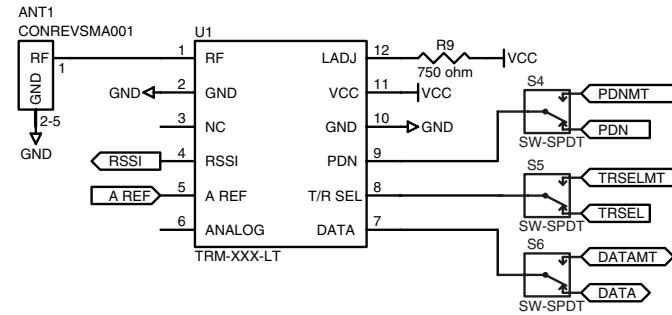 ANT1
CONREVSMA001
RF
GND
1
2-5
GND
U1
1 RF
LADJ 12
R9
750 ohm
VCC
GND 2 GND
VCC 11 VCC
3 NC
GND 10 GND
RSSI 4 RSSI
PDN 9
A REF 5 A REF
T/R SEL 8
6 ANALOG
DATA 7
TRM-XXX-LT
S4
PDNMT
PDN
SW-SPDT
S5
TRSELMT
TRSEL
SW-SPDT
S6
DATAMT
DATA
SW-SPDT